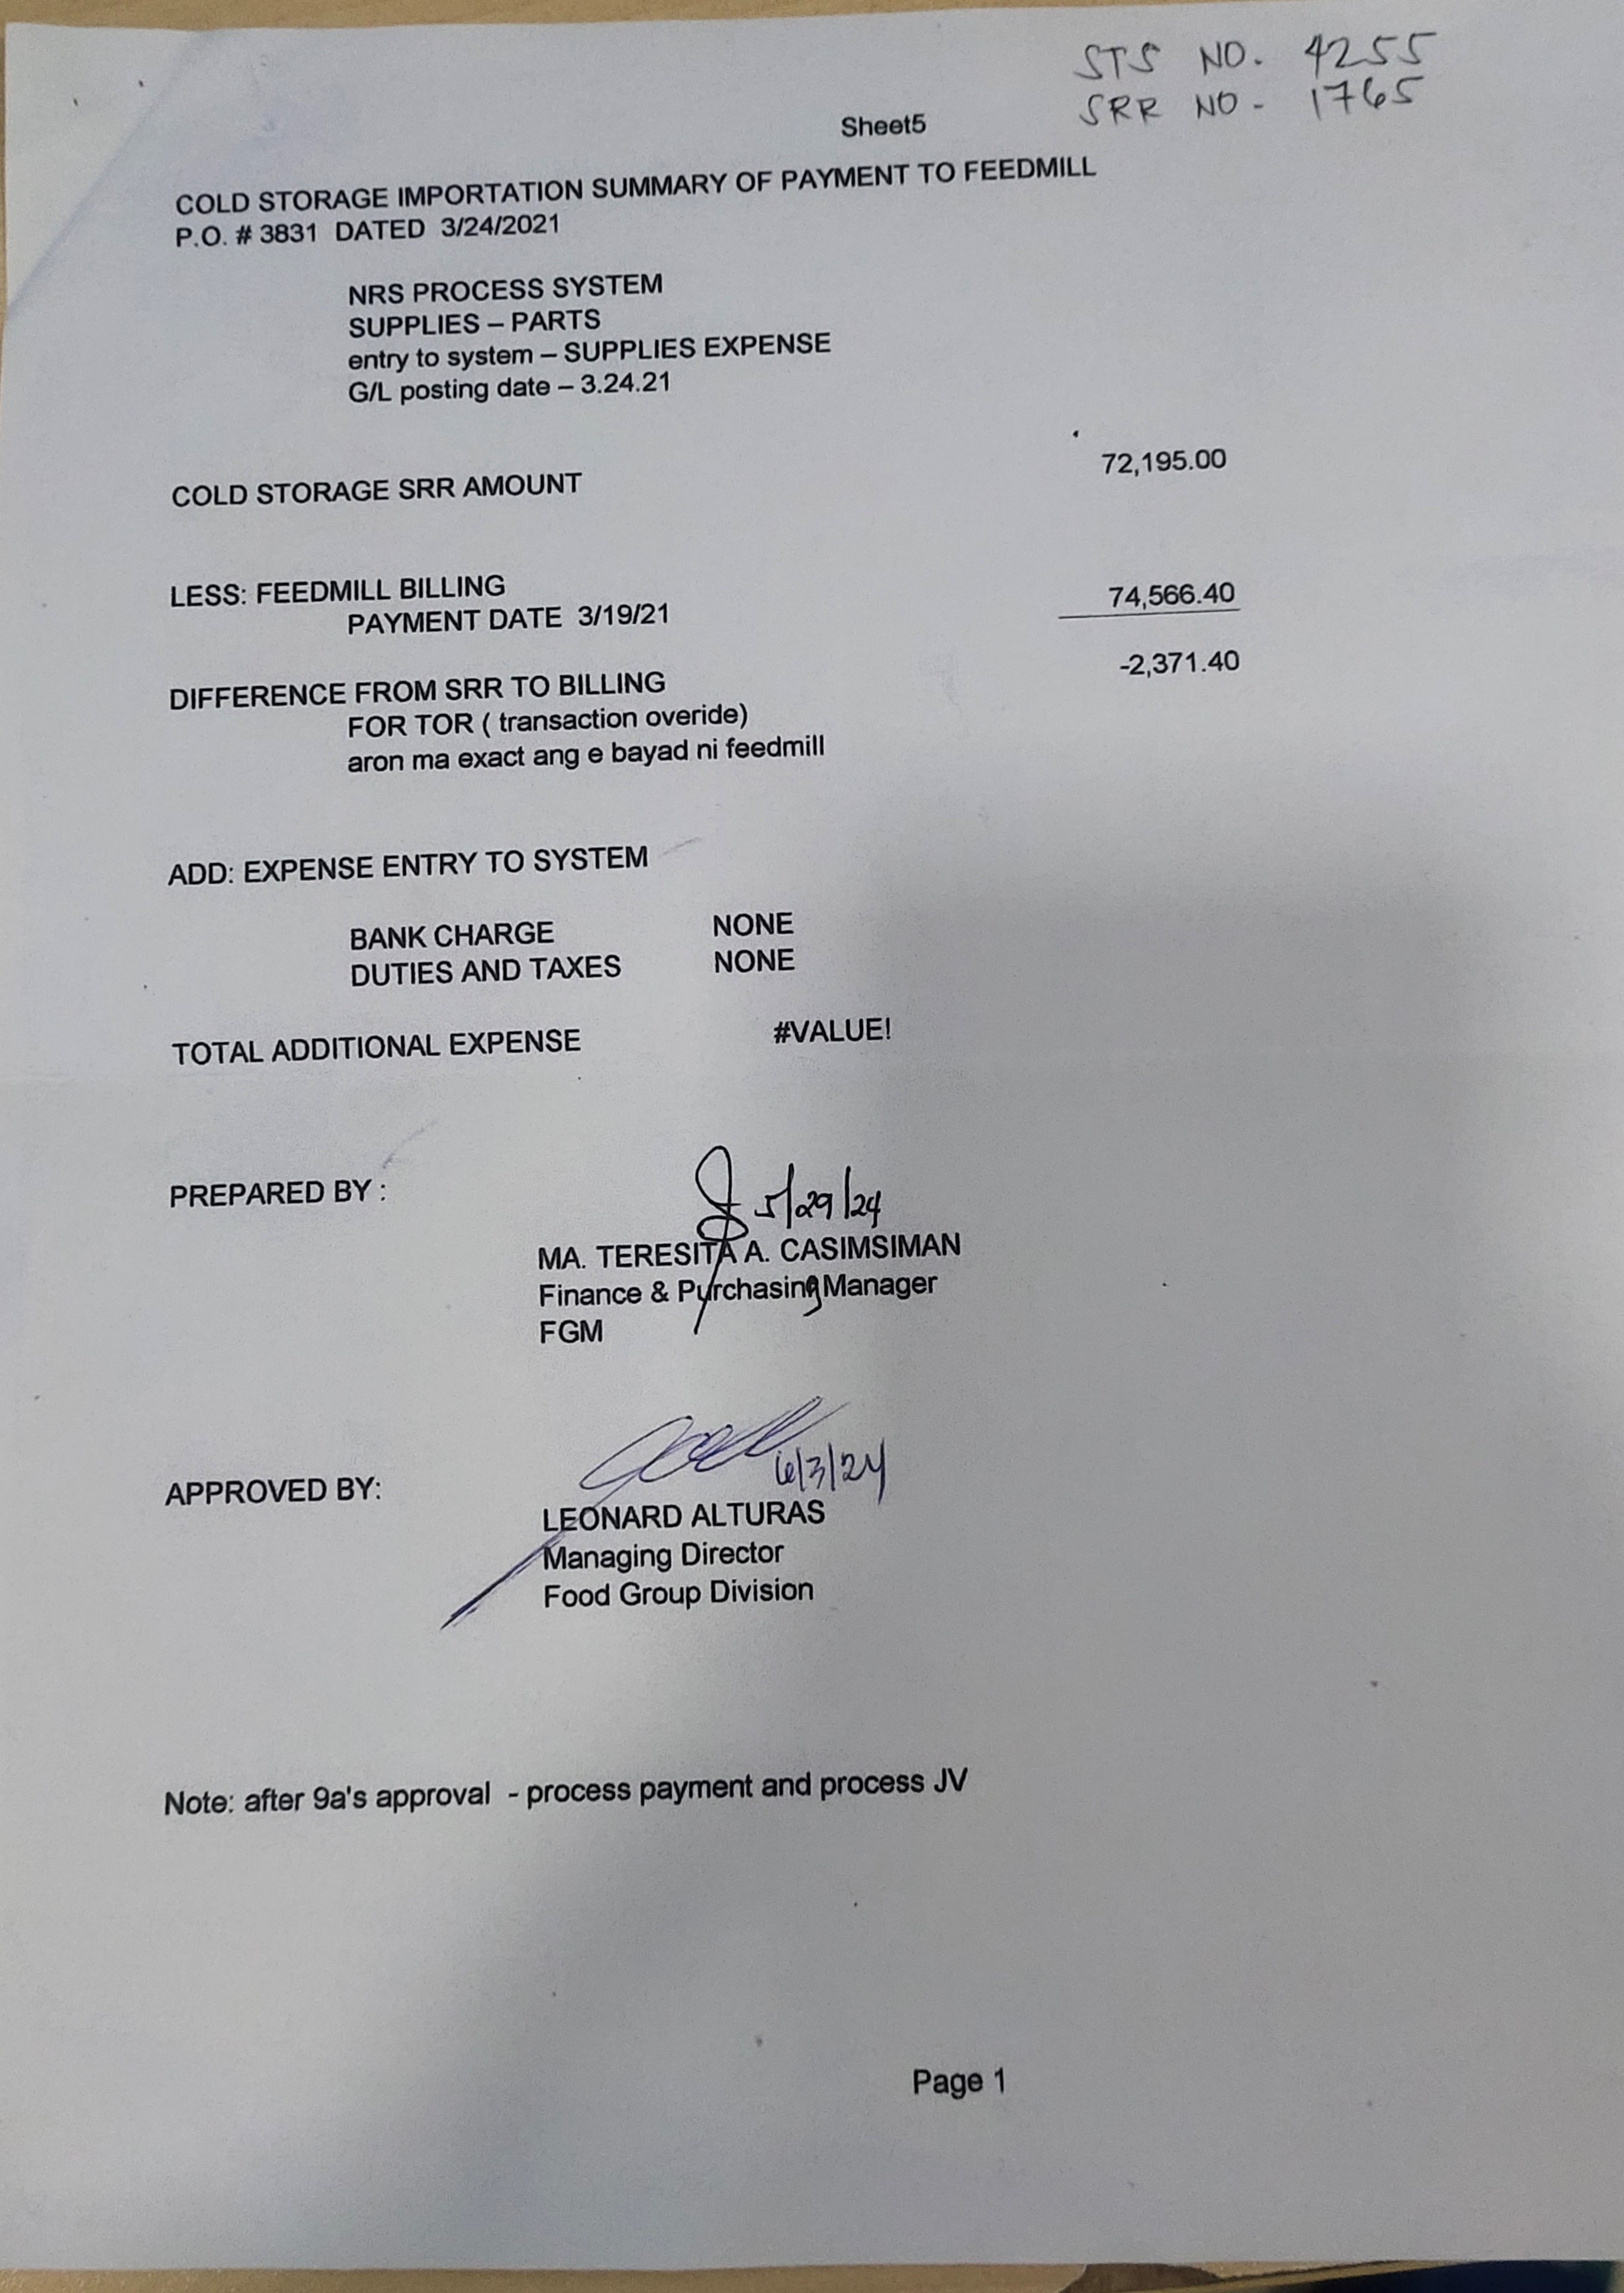 STS NO. 4255
SRR NO - 1765
Sheet5
COLD STORAGE IMPORTATION SUMMARY OF PAYMENT TO FEEDMILL
P.O. # 3831 DATED 3/24/2021
NRS PROCESS SYSTEM
SUPPLIES – PARTS
entry to system – SUPPLIES EXPENSE
G/L posting date – 3.24.21
COLD STORAGE SRR AMOUNT 72,195.00
LESS: FEEDMILL BILLING 74,566.40
PAYMENT DATE 3/19/21
DIFFERENCE FROM SRR TO BILLING -2,371.40
FOR TOR ( transaction overide)
aron ma exact ang e bayad ni feedmill
ADD: EXPENSE ENTRY TO SYSTEM
BANK CHARGE NONE
DUTIES AND TAXES NONE
TOTAL ADDITIONAL EXPENSE #VALUE!
PREPARED BY : 5/29/24
MA. TERESITA A. CASIMSIMAN
Finance & Purchasing Manager
FGM
APPROVED BY: 6/3/24
LEONARD ALTURAS
Managing Director
Food Group Division
Note: after 9a's approval - process payment and process JV
Page 1